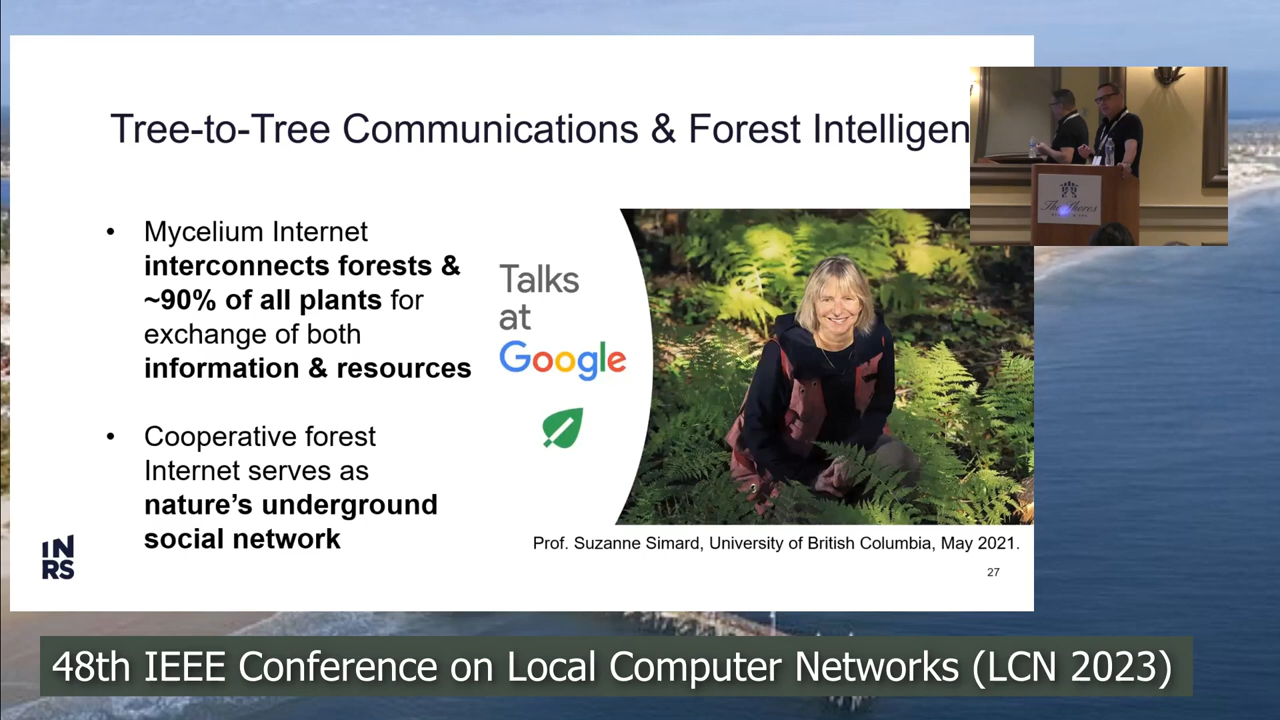 Tree-to-Tree Communications & Forest Intelligen
• Mycelium Internet
interconnects forests &
~90% of all plants for
exchange of both
information & resources
• Cooperative forest
Internet serves as
nature's underground
social network
Talks
at
Google
Prof. Suzanne Simard, University of British Columbia, May 2021.
27
IN
RS
48th IEEE Conference on Local Computer Networks (LCN 2023)